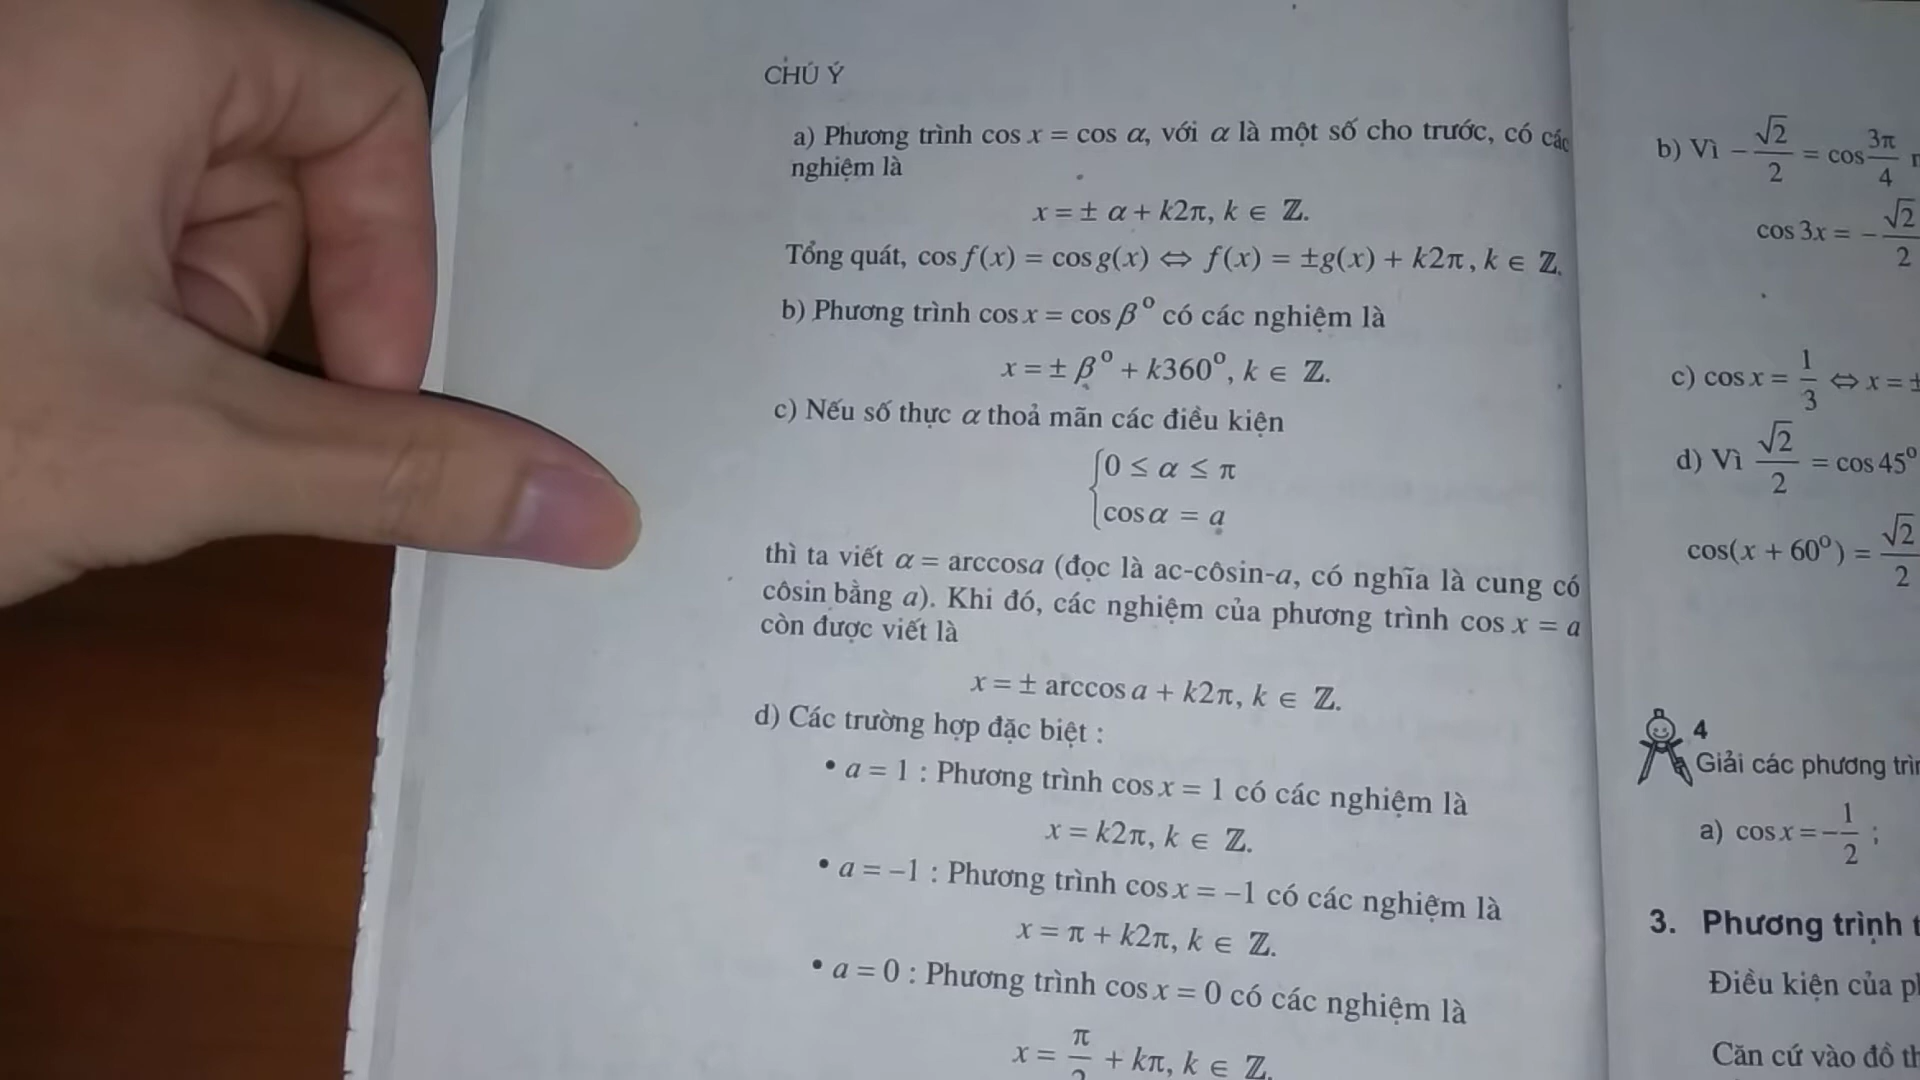 CHÚ Ý
a) Phương trình cos x = cos α, với α là một số cho trước, có các
nghiệm là
x = ± α + k2π, k ∈ ℤ.
Tổng quát, cos f(x) = cos g(x) ⇔ f(x) = ±g(x) + k2π, k ∈ ℤ.
b) Phương trình cos x = cos β° có các nghiệm là
x = ± β° + k360°, k ∈ ℤ.
c) Nếu số thực α thoả mãn các điều kiện
{0 ≤ α ≤ π
cos α = a
thì ta viết α = arccosa (đọc là ac-côsin-a, có nghĩa là cung có
côsin bằng a). Khi đó, các nghiệm của phương trình cos x = a
còn được viết là
x = ± arccos a + k2π, k ∈ ℤ.
d) Các trường hợp đặc biệt :
• a = 1 : Phương trình cos x = 1 có các nghiệm là
x = k2π, k ∈ ℤ.
• a = −1 : Phương trình cos x = −1 có các nghiệm là
x = π + k2π, k ∈ ℤ.
• a = 0 : Phương trình cos x = 0 có các nghiệm là
x = π/2 + kπ, k ∈ ℤ.
b) Vì −√2/2 = cos 3π/4
cos 3x = −√2/2
c) cos x = 1/3 ⇔ x = ±
d) Vì √2/2 = cos 45°
cos(x + 60°) = √2/2
4
Giải các phương
a) cos x = −1/2 ;
3. Phương trình
Điều kiện của
Căn cứ vào đồ